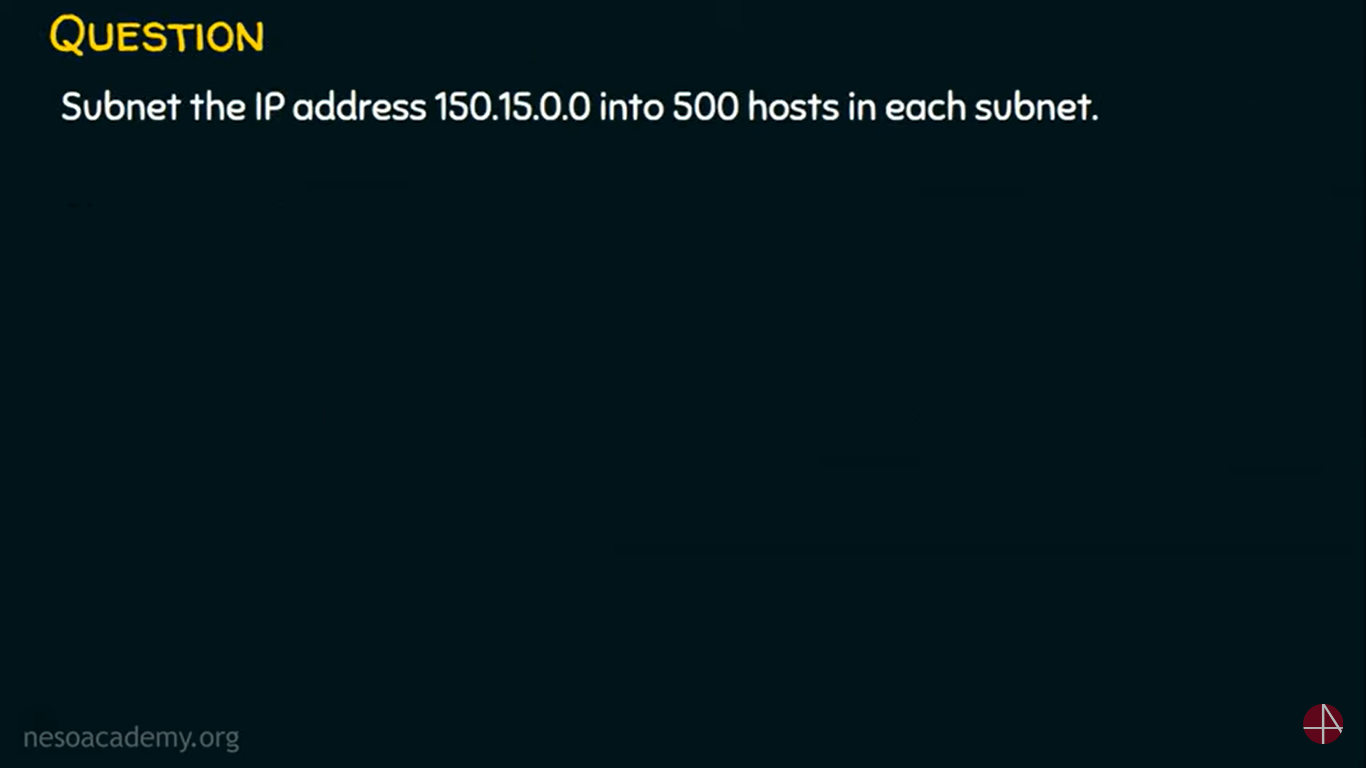 QUESTION
Subnet the IP address 150.15.0.0 into 500 hosts in each subnet.
nesoacademy.org